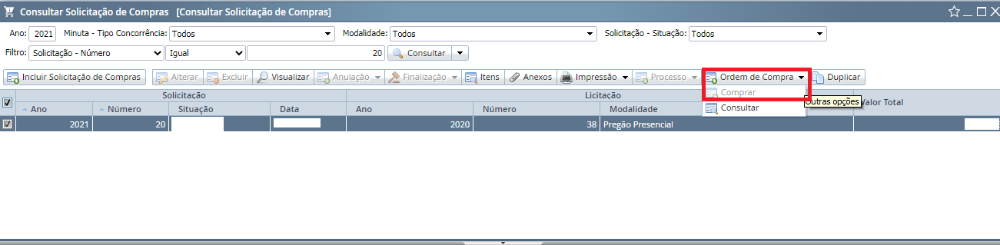 Consultar Solicitação de Compras [Consultar Solicitação de Compras]
Ano: 2021 Minuta - Tipo Concorrência: Todos Modalidade: Todos Solicitação - Situação: Todos
Filtro: Solicitação - Número Igual 20 Consultar
Incluir Solicitação de Compras Alterar Excluir Visualizar Anulação Finalização Itens Anexos Impressão Processo Ordem de Compra Duplicar
Solicitação Licitação Comprar
Outras opções Valor Total
Ano Número Situação Data Ano Número Modalidade Consultar
2021 20 2020 38 Pregão Presencial